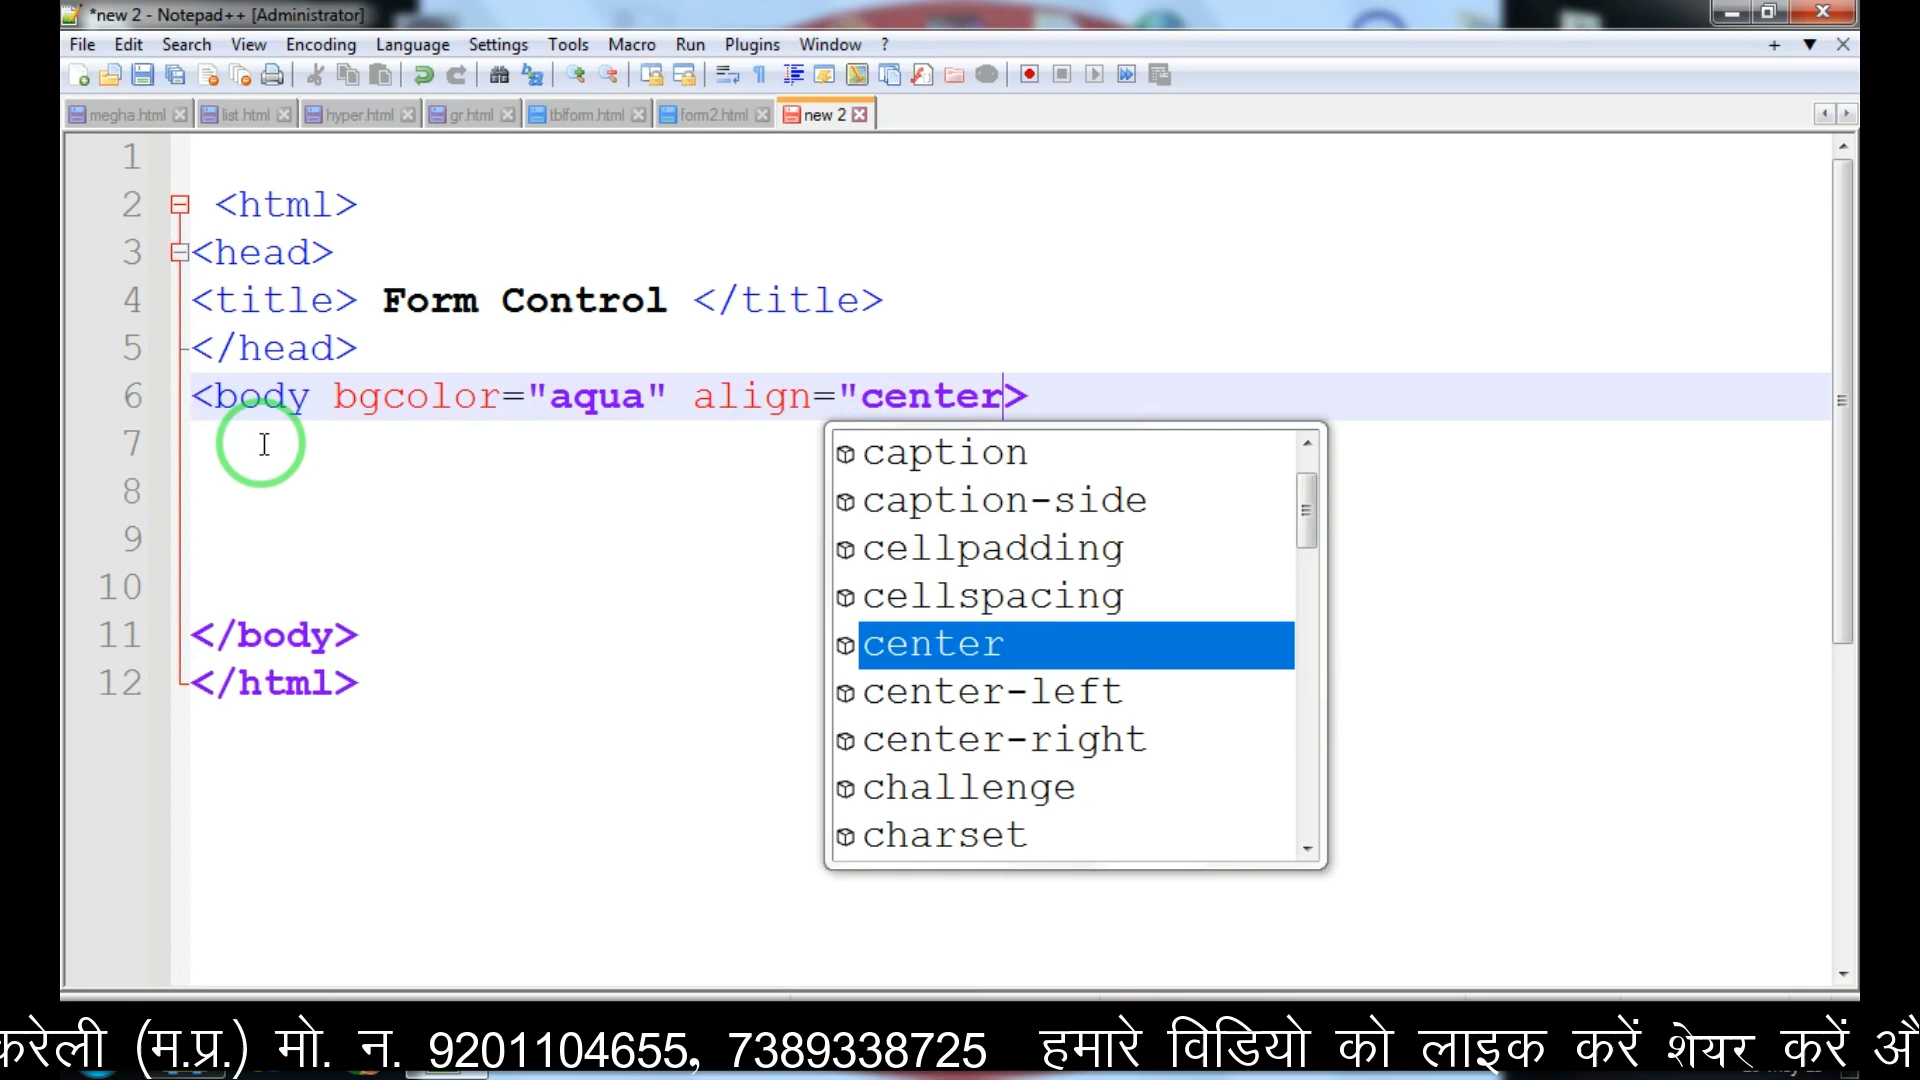 *new 2 - Notepad++ [Administrator]
File Edit Search View Encoding Language Settings Tools Macro Run Plugins Window ?
megha.html list.html hyper.html gr.html tblform.html form2.html new 2
1
2 <html>
3 <head>
4 <title> Form Control </title>
5 </head>
6 <body bgcolor="aqua" align="center>
7
8
9
10
11 </body>
12 </html>
caption
caption-side
cellpadding
cellspacing
center
center-left
center-right
challenge
charset
करेली (म.प्र.) मो. न. 9201104655, 7389338725 हमारे विडियो को लाइक करें शेयर करें औ